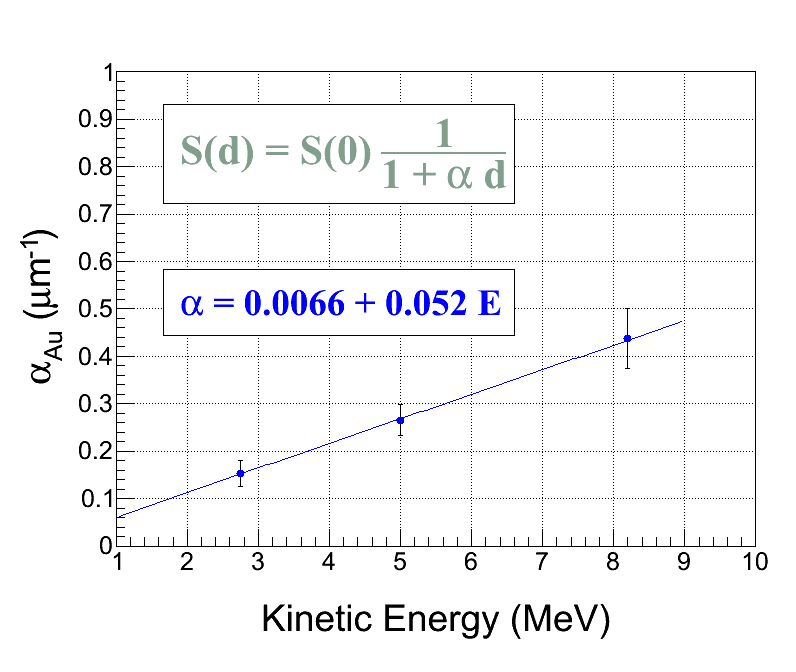 1
0.9
0.8
0.7
0.6
0.5
0.4
0.3
0.2
0.1
0
S(d) = S(0) 1 / 1 + α d
α = 0.0066 + 0.052 E
α_Au (μm⁻¹)
1 2 3 4 5 6 7 8 9 10
Kinetic Energy (MeV)